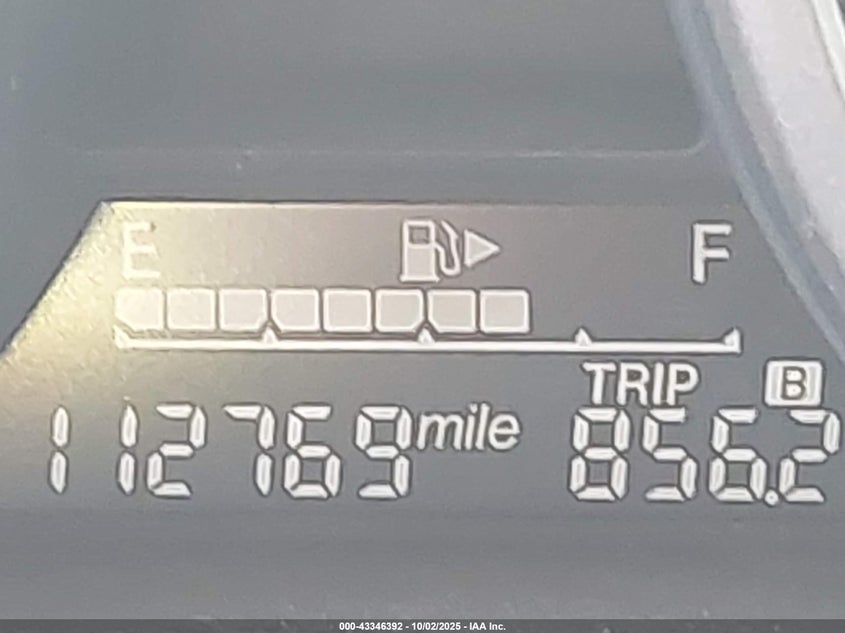 E F
TRIP B
112769 mile 856.2
000-43346392 - 10/02/2025 - IAA Inc.